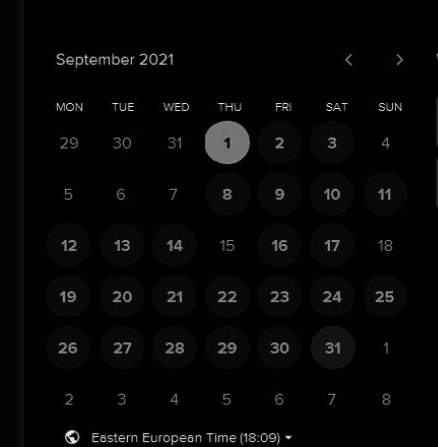 September 2021
MON TUE WED THU FRI SAT SUN
29 30 31 1 2 3 4
5 6 7 8 9 10 11
12 13 14 15 16 17 18
19 20 21 22 23 24 25
26 27 28 29 30 31 1
2 3 4 5 6 7 8
Eastern European Time (18:09)